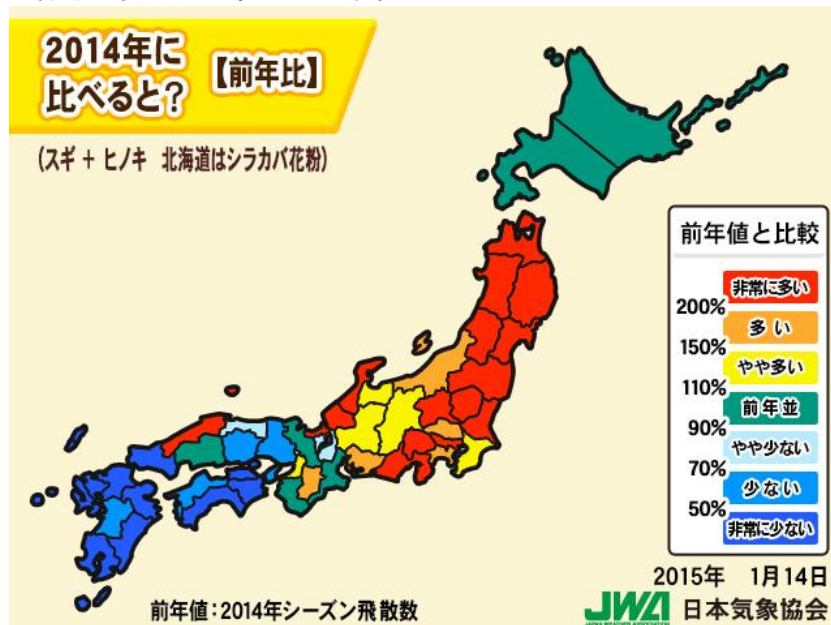 2014年に
比べると？
【前年比】
（スギ + ヒノキ　北海道はシラカバ花粉）
前年値と比較
非常に多い
200%
多い
150%
やや多い
110%
前年並
90%
やや少ない
70%
少ない
50%
非常に少ない
2015年　1月14日
前年値：2014年シーズン飛散数
JWA
JAPAN WEATHER ASSOCIATION
日本気象協会